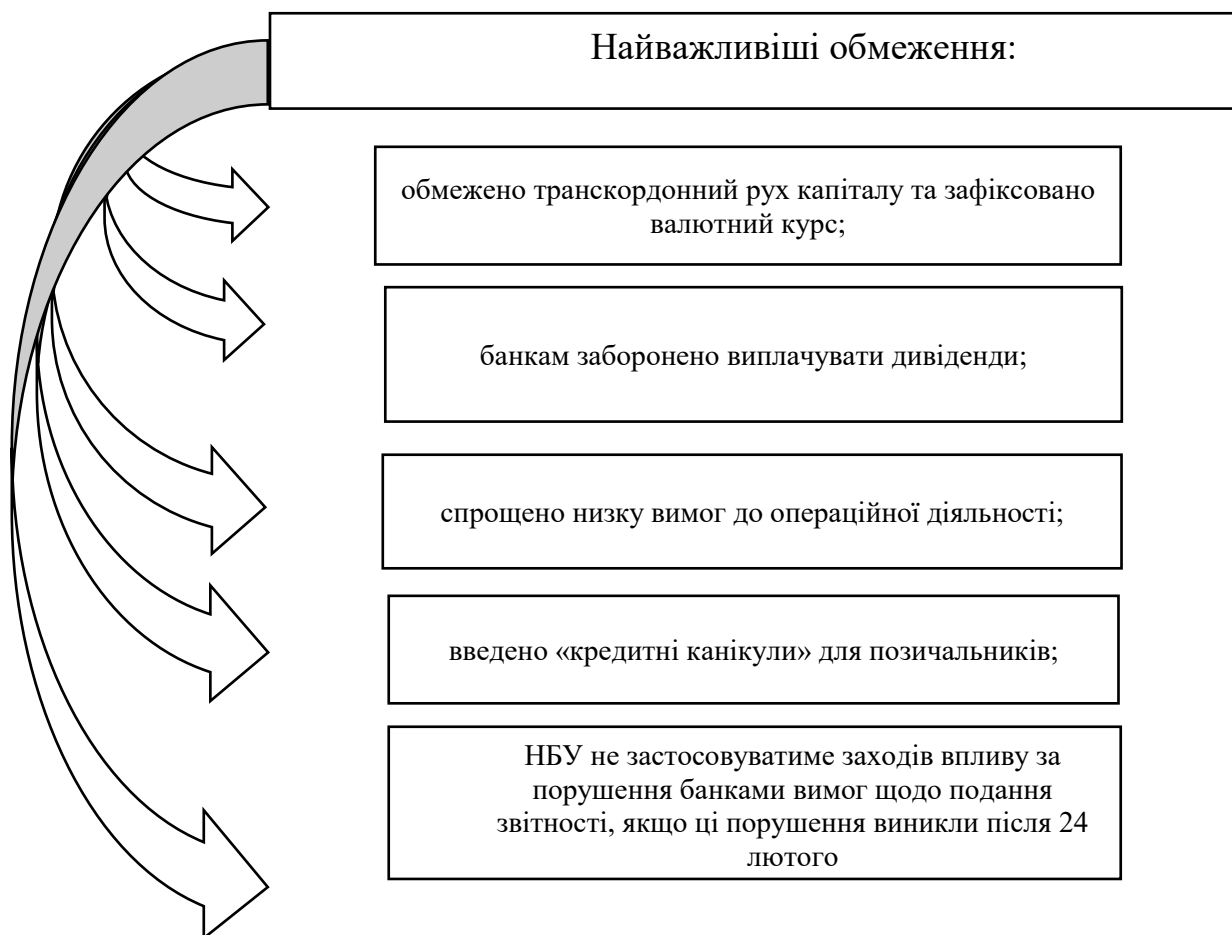 Найважливіші обмеження:
обмежено транскордонний рух капіталу та зафіксовано
валютний курс;
банкам заборонено виплачувати дивіденди;
спрощено низку вимог до операційної діяльності;
введено «кредитні канікули» для позичальників;
НБУ не застосовуватиме заходів впливу за
порушення банками вимог щодо подання
звітності, якщо ці порушення виникли після 24
лютого